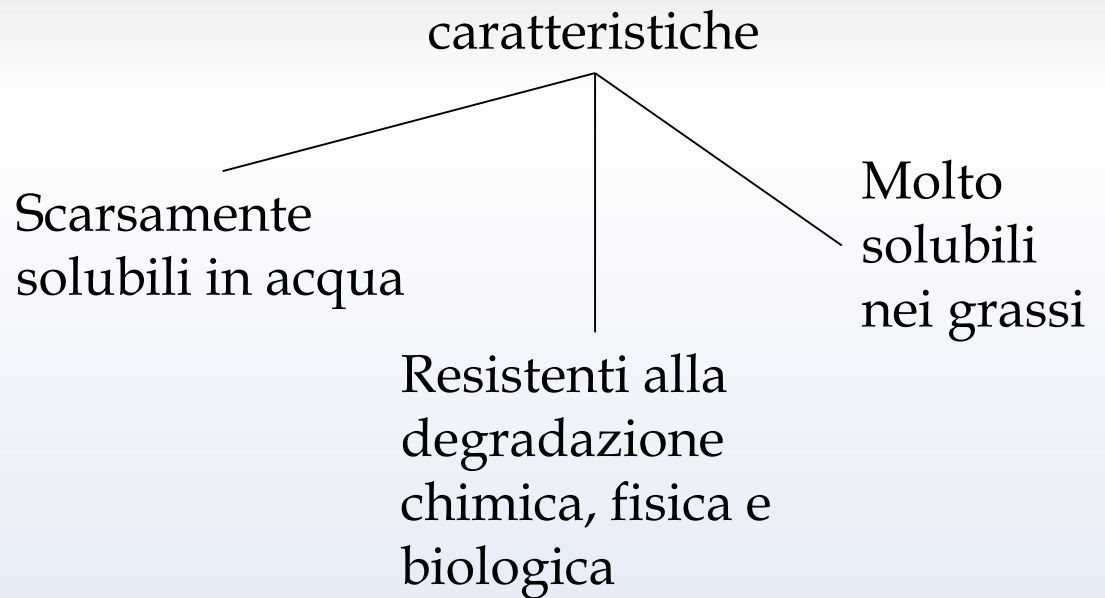 caratteristiche
Scarsamente
solubili in acqua
Resistenti alla
degradazione
chimica, fisica e
biologica
Molto
solubili
nei grassi